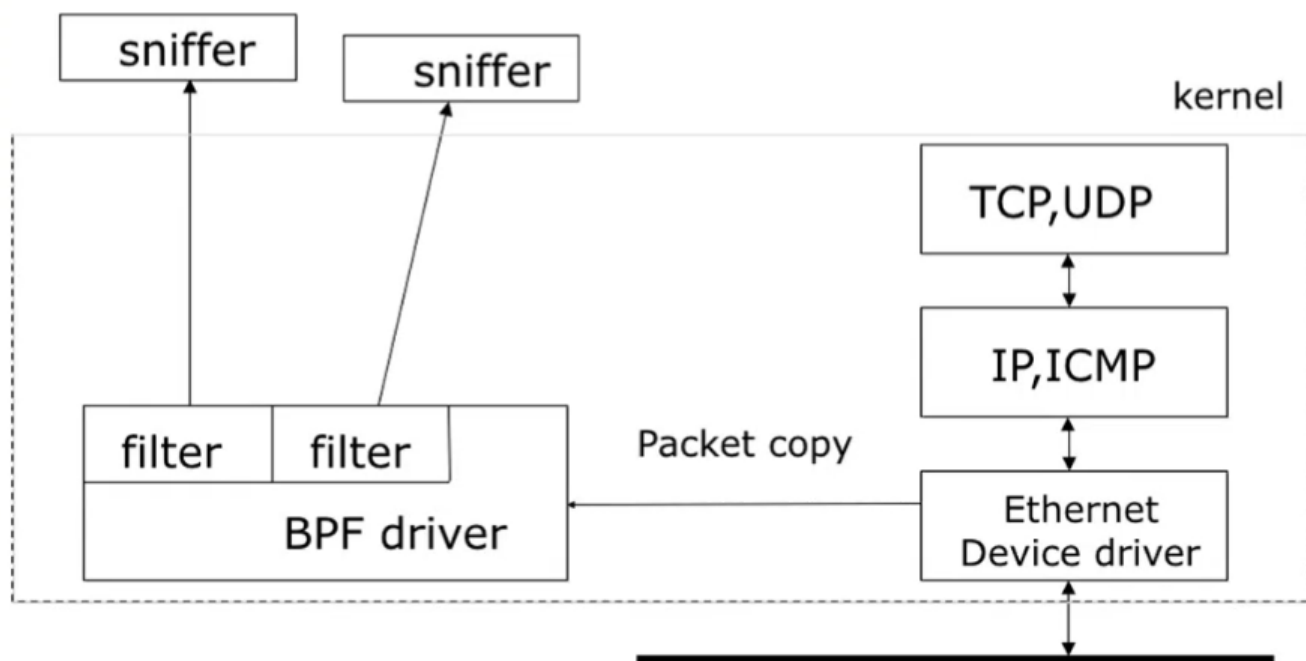 sniffer
sniffer
kernel
TCP,UDP
IP,ICMP
filter
filter
Packet copy
BPF driver
Ethernet
Device driver